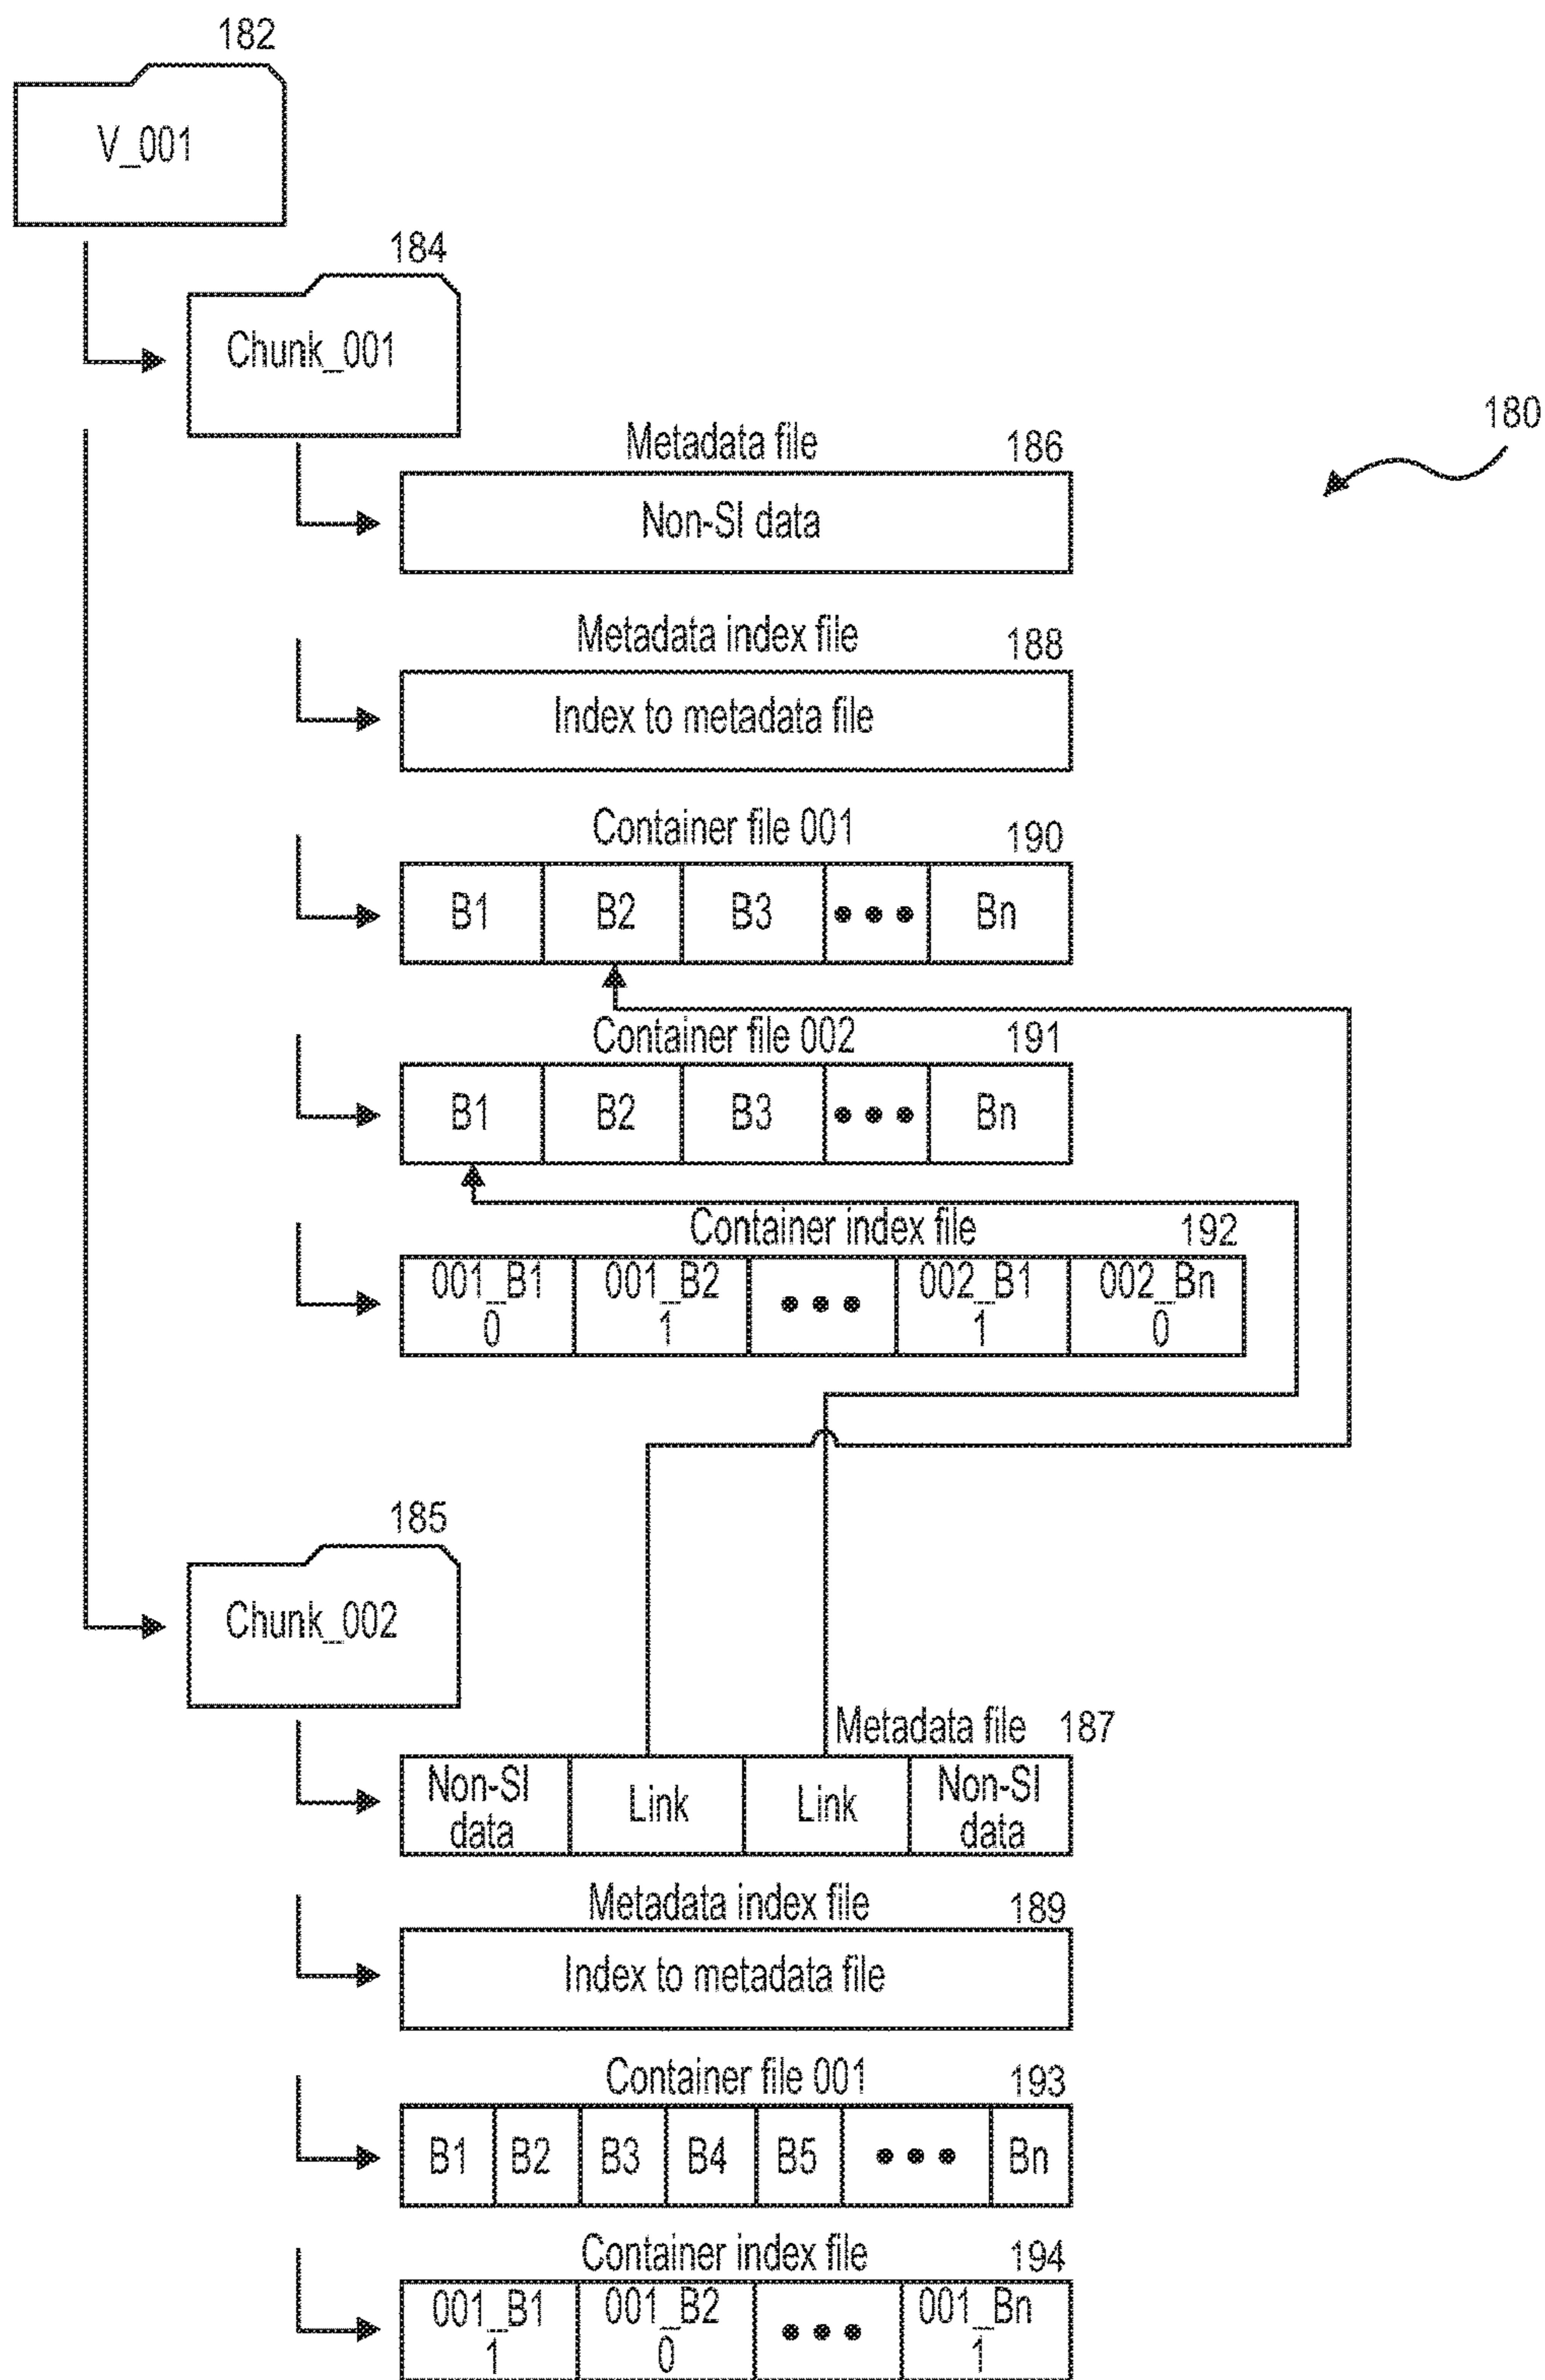 182
V_001
184
Chunk_001
180
Metadata file 186
Non-SI data
Metadata index file 188
Index to metadata file
Container file 001 190
B1 B2 B3 ••• Bn
Container file 002 191
B1 B2 B3 ••• Bn
Container index file 192
001_B1 001_B2 ••• 002_B1 002_Bn
0 1 1 0
185
Chunk_002
Metadata file 187
Non-SI Link Link Non-SI
data data
Metadata index file 189
Index to metadata file
Container file 001 193
B1 B2 B3 B4 B5 ••• Bn
Container index file 194
001_B1 001_B2 ••• 001_Bn
1 0 1